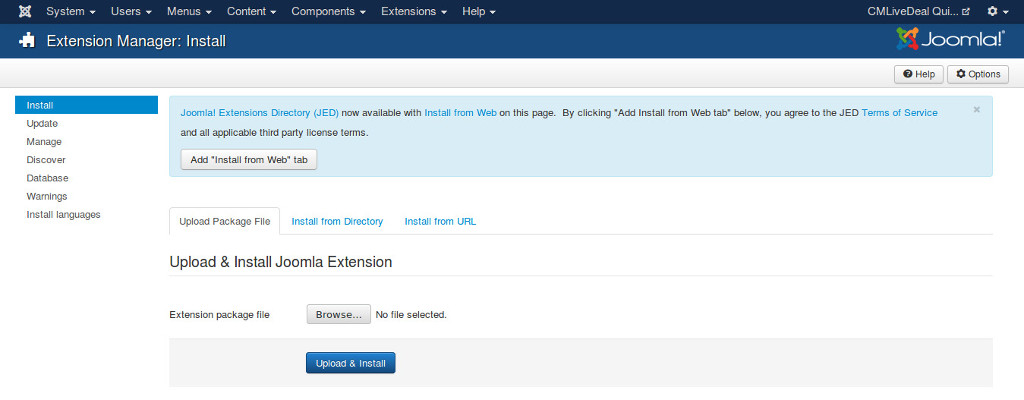 System Users Menus Content Components Extensions Help CMLiveDeal Qui...
Extension Manager: Install Joomla!®
Help Options
Install
Update
Manage
Discover
Database
Warnings
Install languages
Joomla! Extensions Directory (JED) now available with Install from Web on this page. By clicking "Add Install from Web tab" below, you agree to the JED Terms of Service ×
and all applicable third party license terms.
Add "Install from Web" tab
Upload Package File Install from Directory Install from URL
Upload & Install Joomla Extension
Extension package file Browse... No file selected.
Upload & Install